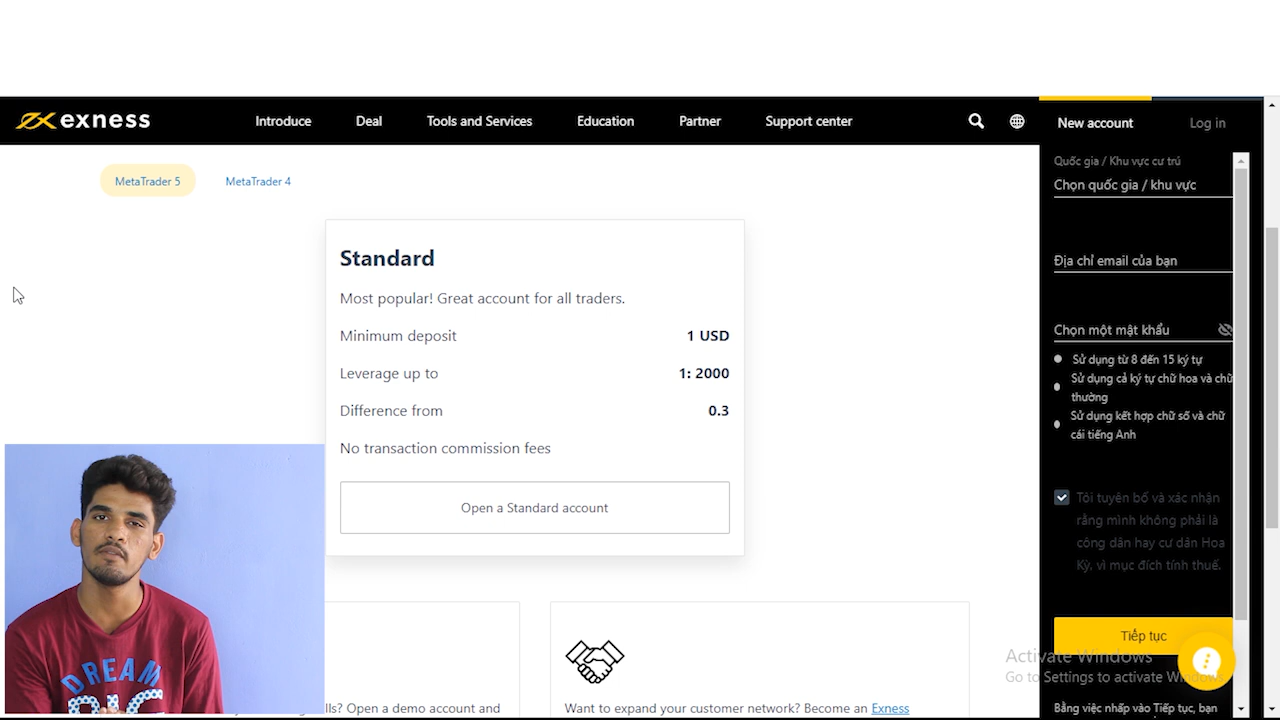 exness
Introduce
Deal
Tools and Services
Education
Partner
Support center
New account
Log in
MetaTrader 5
MetaTrader 4
Standard
Most popular! Great account for all traders.
Minimum deposit 1 USD
Leverage up to 1: 2000
Difference from 0.3
No transaction commission fees
Open a Standard account
Quốc gia / Khu vực cư trú
Chọn quốc gia / khu vực
Địa chỉ email của bạn
Chọn một mật khẩu
Sử dụng từ 8 đến 15 ký tự
Sử dụng cả ký tự chữ hoa và chữ
thường
Sử dụng kết hợp chữ số và chữ
cái tiếng Anh
Tôi tuyên bố và xác nhận
rằng mình không phải là
công dân hay cư dân Hoa
Kỳ, vì mục đích tính thuế.
Tiếp tục
Activate Windows
Go to Settings to activate Windows.
Bằng việc nhấp vào Tiếp tục, bạn
DREAM
BIG
? Open a demo account and
Want to expand your customer network? Become an Exness